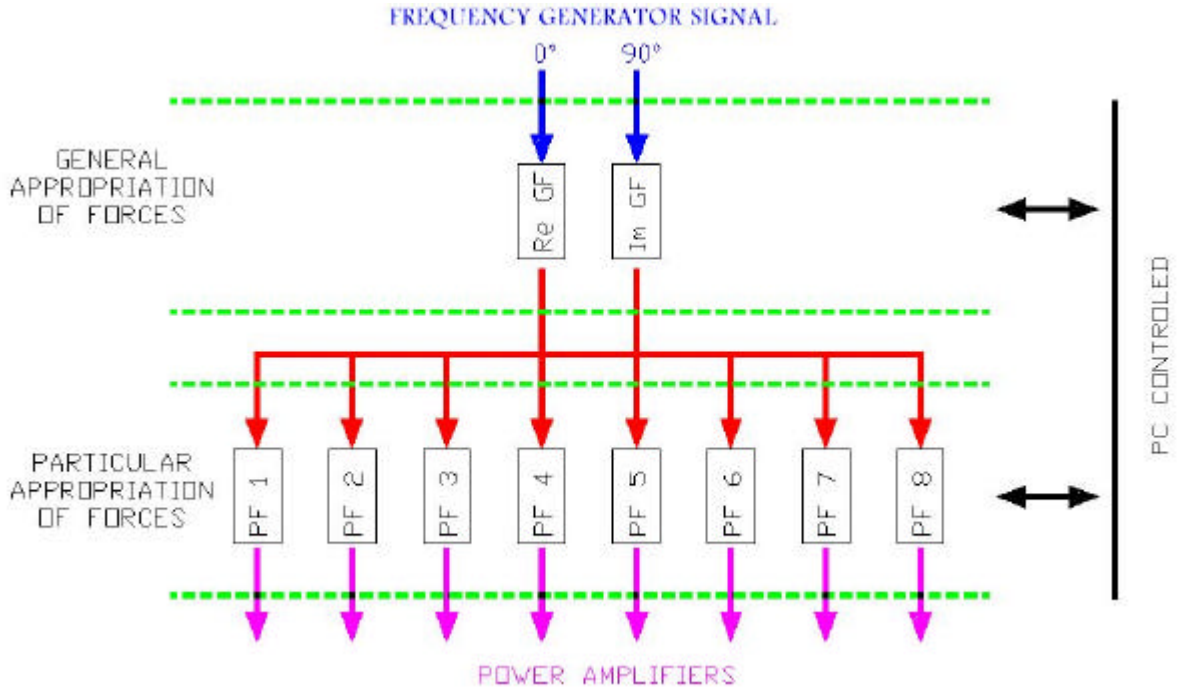 FREQUENCY GENERATOR SIGNAL
0° 90°
GENERAL
APPROPRIATION
OF FORCES
Re GF
Im GF
PC CONTROLED
PARTICULAR
APPROPRIATION
OF FORCES
PF 1
PF 2
PF 3
PF 4
PF 5
PF 6
PF 7
PF 8
POWER AMPLIFIERS